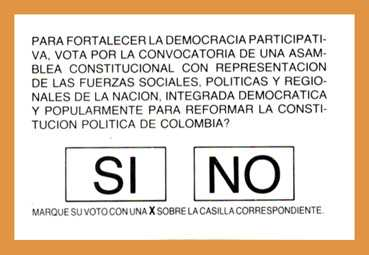 PARA FORTALECER LA DEMOCRACIA PARTICIPATI-
VA, VOTA POR LA CONVOCATORIA DE UNA ASAM-
BLEA CONSTITUCIONAL CON REPRESENTACION
DE LAS FUERZAS SOCIALES, POLITICAS Y REGIO-
NALES DE LA NACION, INTEGRADA DEMOCRATICA
Y POPULARMENTE PARA REFORMAR LA CONSTI-
TUCION POLITICA DE COLOMBIA?
SI NO
MARQUE SU VOTO CON UNA X SOBRE LA CASILLA CORRESPONDIENTE.